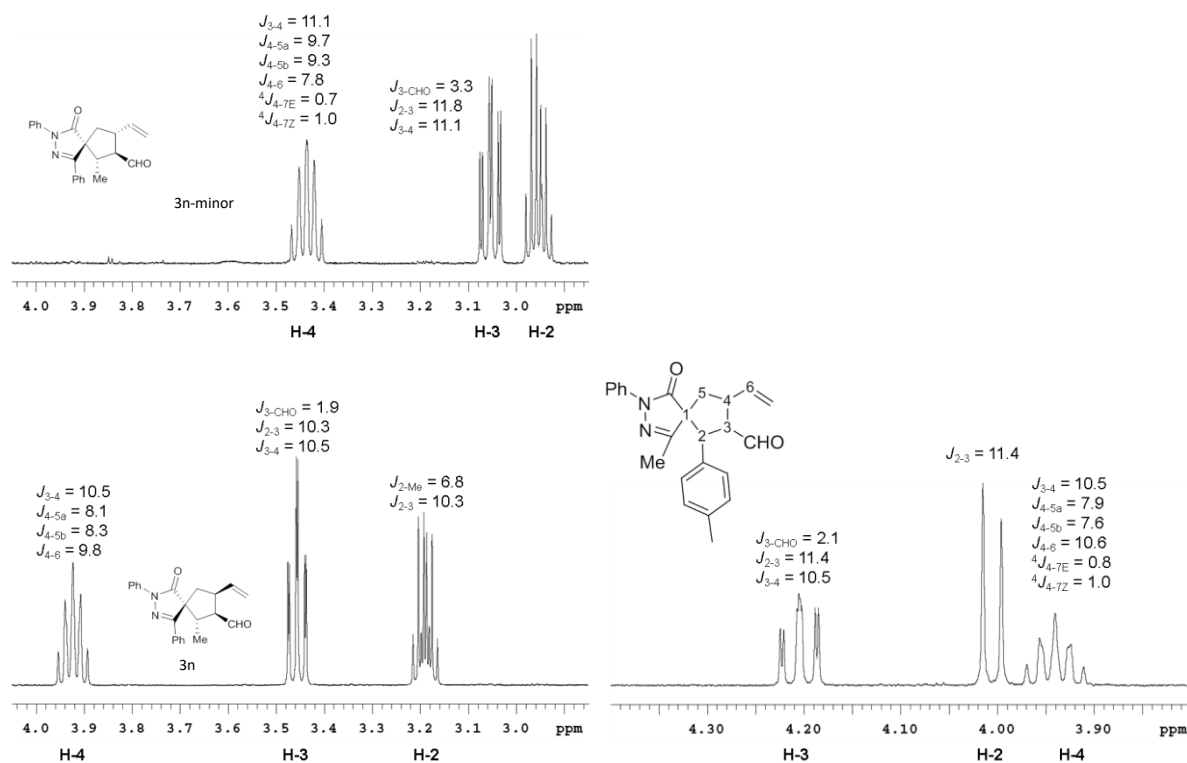 J3-4 = 11.1
J4-5a = 9.7
J4-5b = 9.3
J4-6 = 7.8
4J4-7E = 0.7
4J4-7Z = 1.0
J3-CHO = 3.3
J2-3 = 11.8
J3-4 = 11.1
O
Ph
N
N
CHO
Ph
Me
3n-minor
4.0 3.9 3.8 3.7 3.6 3.5 3.4 3.3 3.2 3.1 3.0 ppm
H-4 H-3 H-2
J3-CHO = 1.9
J2-3 = 10.3
J3-4 = 10.5
J2-Me = 6.8
J2-3 = 10.3
J3-4 = 10.5
J4-5a = 8.1
J4-5b = 8.3
J4-6 = 9.8
O
Ph
N
N
CHO
Ph
Me
3n
4.0 3.9 3.8 3.7 3.6 3.5 3.4 3.3 3.2 3.1 3.0 ppm
H-4 H-3 H-2
O
Ph
N
N
Me
1
2
3
4
5
6
CHO
J2-3 = 11.4
J3-4 = 10.5
J4-5a = 7.9
J4-5b = 7.6
J4-6 = 10.6
4J4-7E = 0.8
4J4-7Z = 1.0
J3-CHO = 2.1
J2-3 = 11.4
J3-4 = 10.5
4.30 4.20 4.10 4.00 3.90 ppm
H-3 H-2 H-4